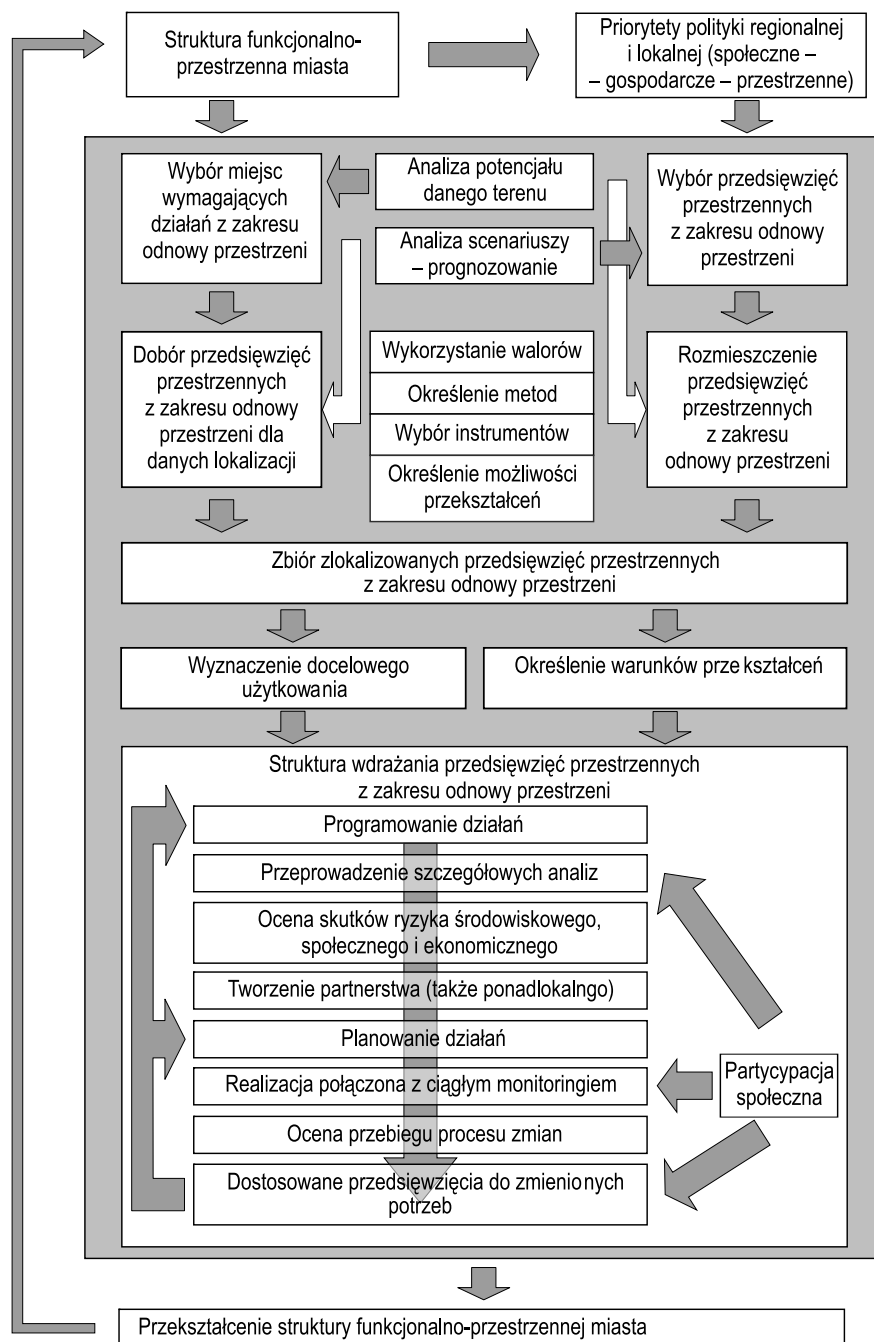 Struktura funkcjonalno-
przestrzenna miasta
Priorytety polityki regionalnej
i lokalnej (społeczne –
– gospodarcze – przestrzenne)
Wybór miejsc
wymagających
działań z zakresu
odnowy przestrzeni
Analiza potencjału
danego terenu
Analiza scenariuszy
– prognozowanie
Wybór przedsięwzięć
przestrzennych
z zakresu odnowy
przestrzeni
Dobór przedsięwzięć
przestrzennych
z zakresu odnowy
przestrzeni dla
danych lokalizacji
Wykorzystanie walorów
Określenie metod
Wybór instrumentów
Określenie możliwości
przekształceń
Rozmieszczenie
przedsięwzięć
przestrzennych
z zakresu
odnowy przestrzeni
Zbiór zlokalizowanych przedsięwzięć przestrzennych
z zakresu odnowy przestrzeni
Wyznaczenie docelowego
użytkowania
Określenie warunków prze kształceń
Struktura wdrażania przedsięwzięć przestrzennych
z zakresu odnowy przestrzeni
Programowanie działań
Przeprowadzenie szczegółowych analiz
Ocena skutków ryzyka środowiskowego,
społecznego i ekonomicznego
Tworzenie partnerstwa (także ponadlokalngo)
Planowanie działań
Realizacja połączona z ciągłym monitoringiem
Ocena przebiegu procesu zmian
Dostosowane przedsięwzięcia do zmienionych
potrzeb
Partycypacja
społeczna
Przekształcenie struktury funkcjonalno-przestrzennej miasta